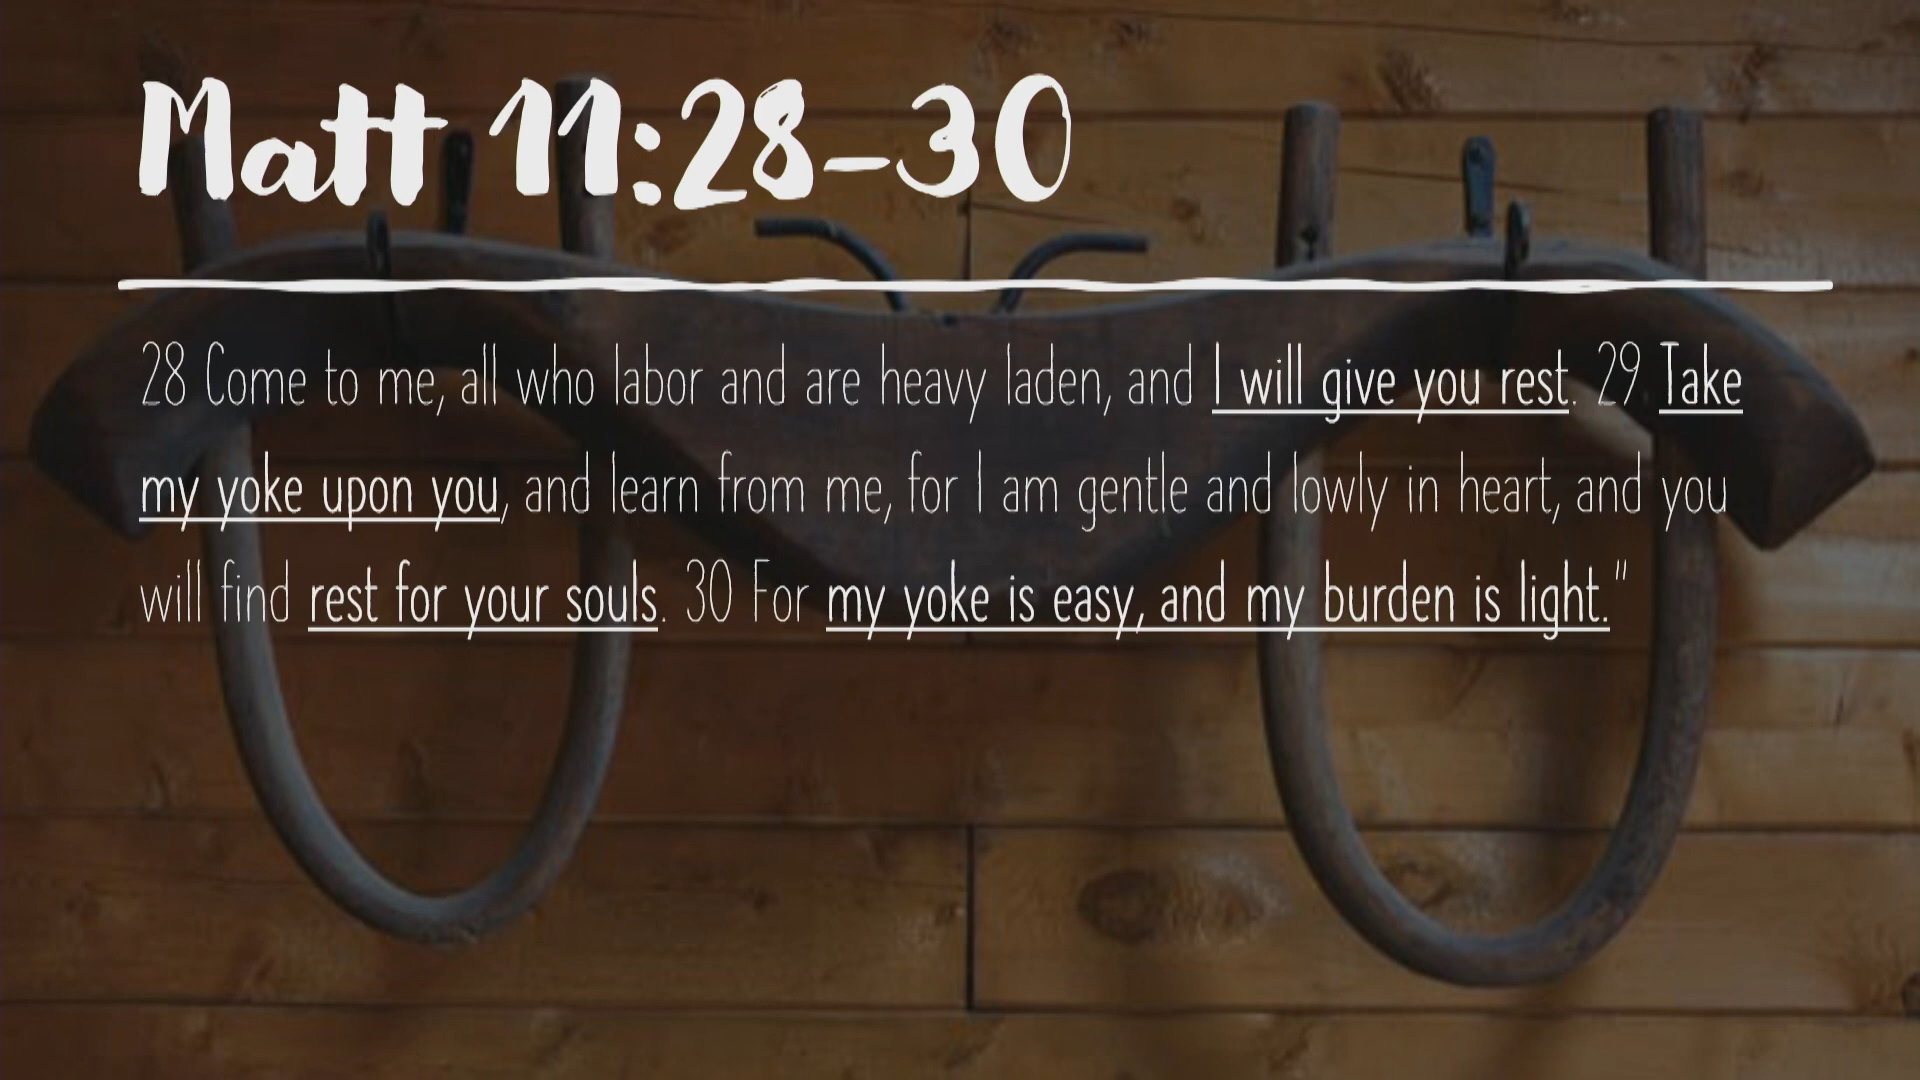 Matt 11:28-30
28 Come to me, all who labor and are heavy laden, and I will give you rest. 29 Take
my yoke upon you, and learn from me, for I am gentle and lowly in heart, and you
will find rest for your souls. 30 For my yoke is easy, and my burden is light."